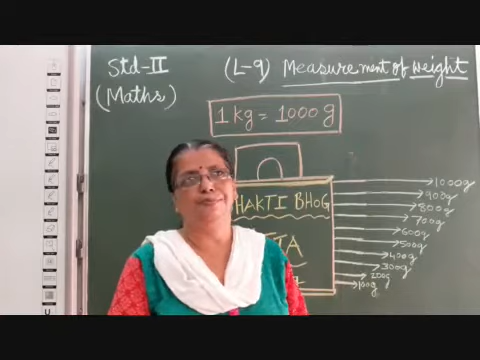 Std-II
(L-9) Measurement of weight
(Maths)
1 kg = 1000 g
HAKTI BHOG
TA
1000g
900g
800g
700g
600g
500g
400g
300g
200g
100g